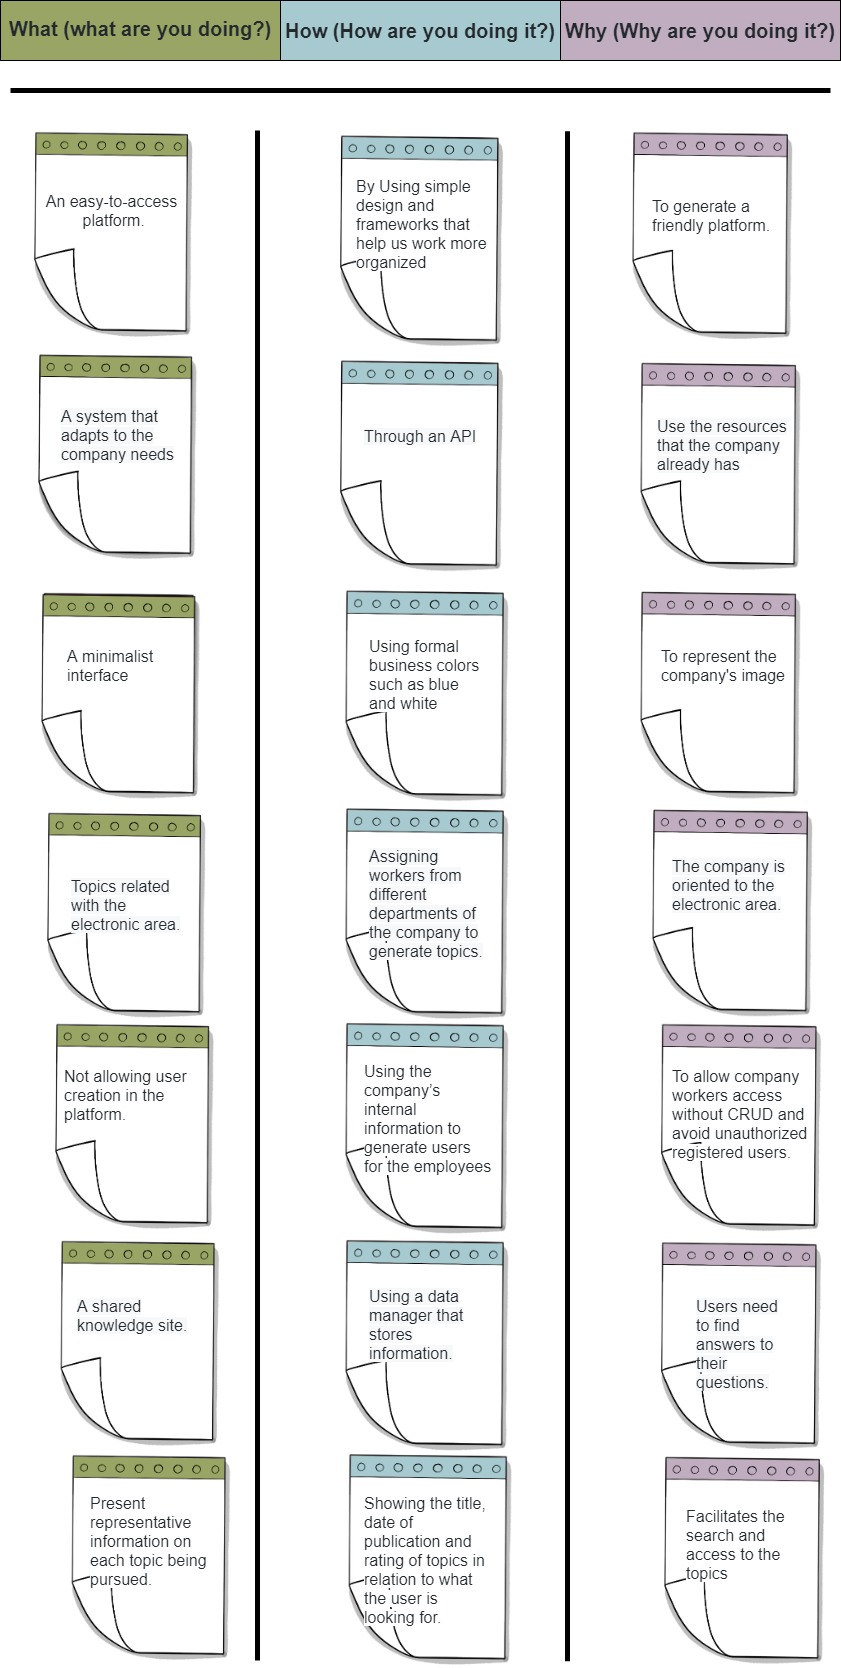 What (what are you doing?)
How (How are you doing it?)
Why (Why are you doing it?)
An easy-to-access
platform.
By Using simple
design and
frameworks that
help us work more
organized
To generate a
friendly platform.
A system that
adapts to the
company needs
Through an API
Use the resources
that the company
already has
A minimalist
interface
Using formal
business colors
such as blue
and white
To represent the
company's image
Topics related
with the
electronic area.
Assigning
workers from
different
departments of
the company to
generate topics.
The company is
oriented to the
electronic area.
Not allowing user
creation in the
platform.
Using the
company's
internal
information to
generate users
for the employees
To allow company
workers access
without CRUD and
avoid unauthorized
registered users.
A shared
knowledge site.
Using a data
manager that
stores
information.
Users need
to find
answers to
their
questions.
Present
representative
information on
each topic being
pursued.
Showing the title,
date of
publication and
rating of topics in
relation to what
the user is
looking for.
Facilitates the
search and
access to the
topics